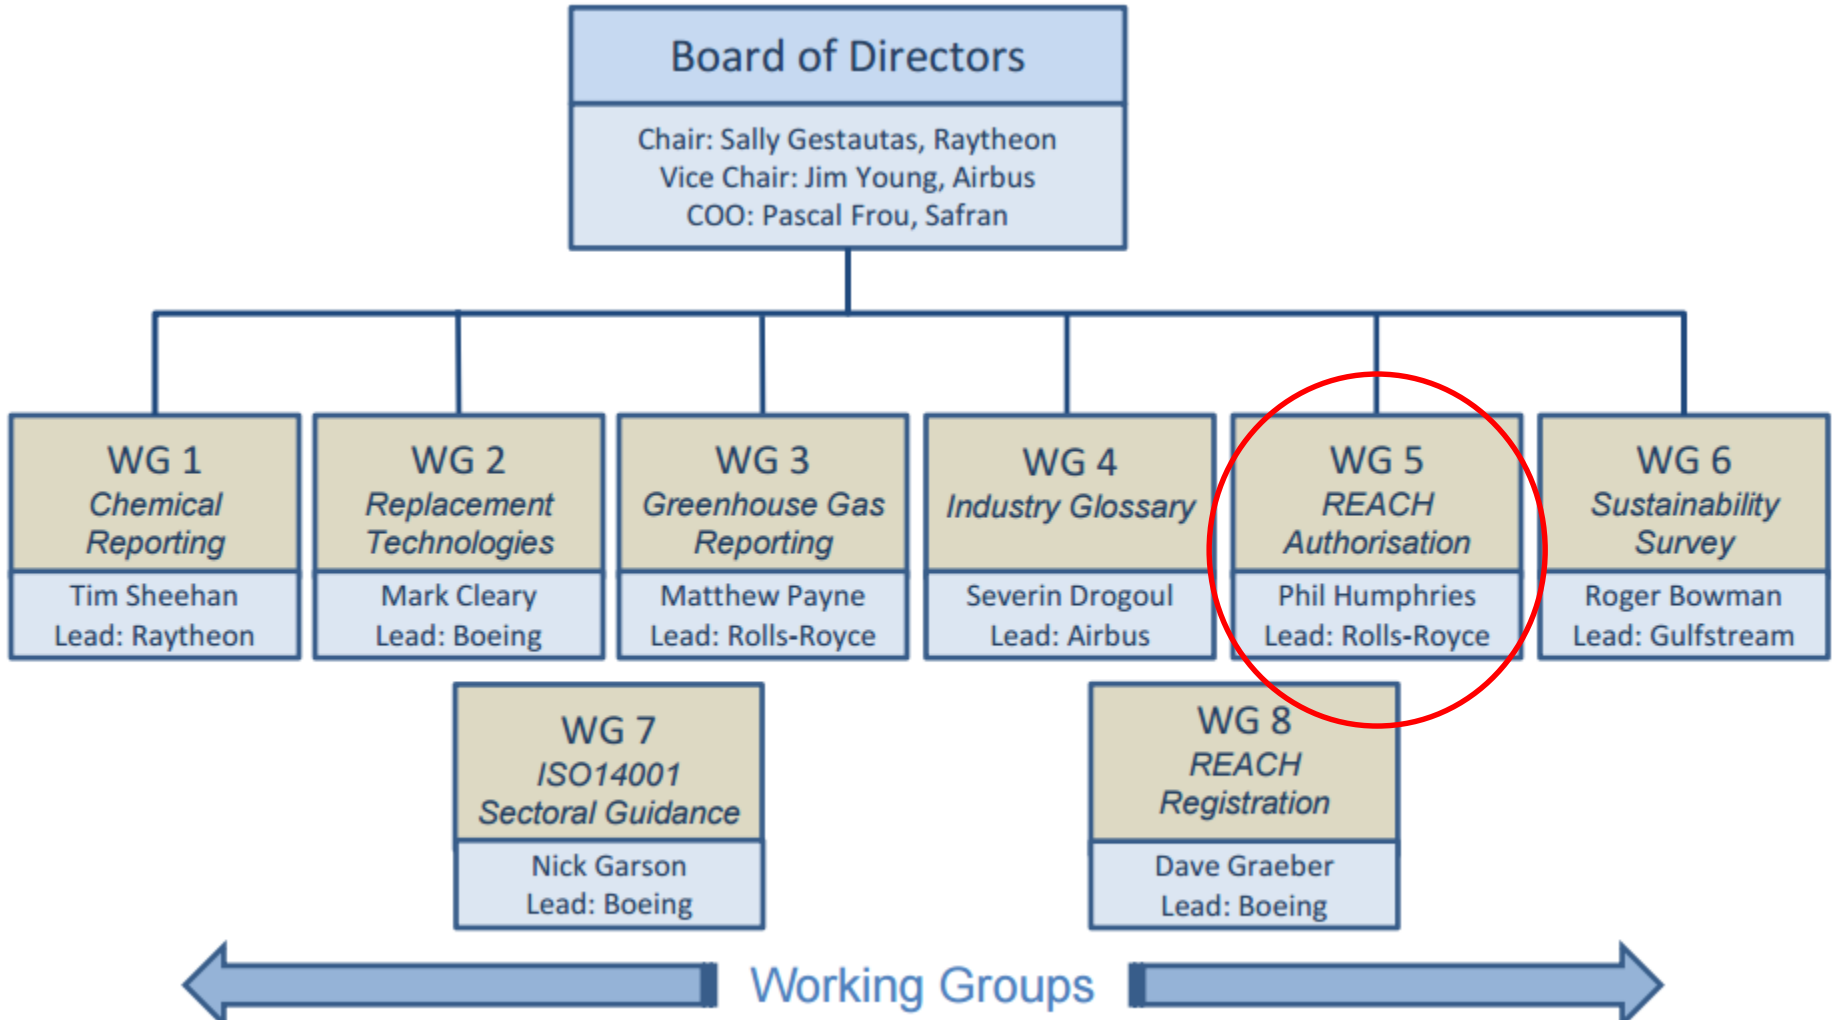 Board of Directors
Chair: Sally Gestautas, Raytheon
Vice Chair: Jim Young, Airbus
COO: Pascal Frou, Safran
WG 1
Chemical
Reporting
Tim Sheehan
Lead: Raytheon
WG 2
Replacement
Technologies
Mark Cleary
Lead: Boeing
WG 3
Greenhouse Gas
Reporting
Matthew Payne
Lead: Rolls-Royce
WG 4
Industry Glossary
Severin Drogoul
Lead: Airbus
WG 5
REACH
Authorisation
Phil Humphries
Lead: Rolls-Royce
WG 6
Sustainability
Survey
Roger Bowman
Lead: Gulfstream
WG 7
ISO14001
Sectoral Guidance
Nick Garson
Lead: Boeing
WG 8
REACH
Registration
Dave Graeber
Lead: Boeing
Working Groups